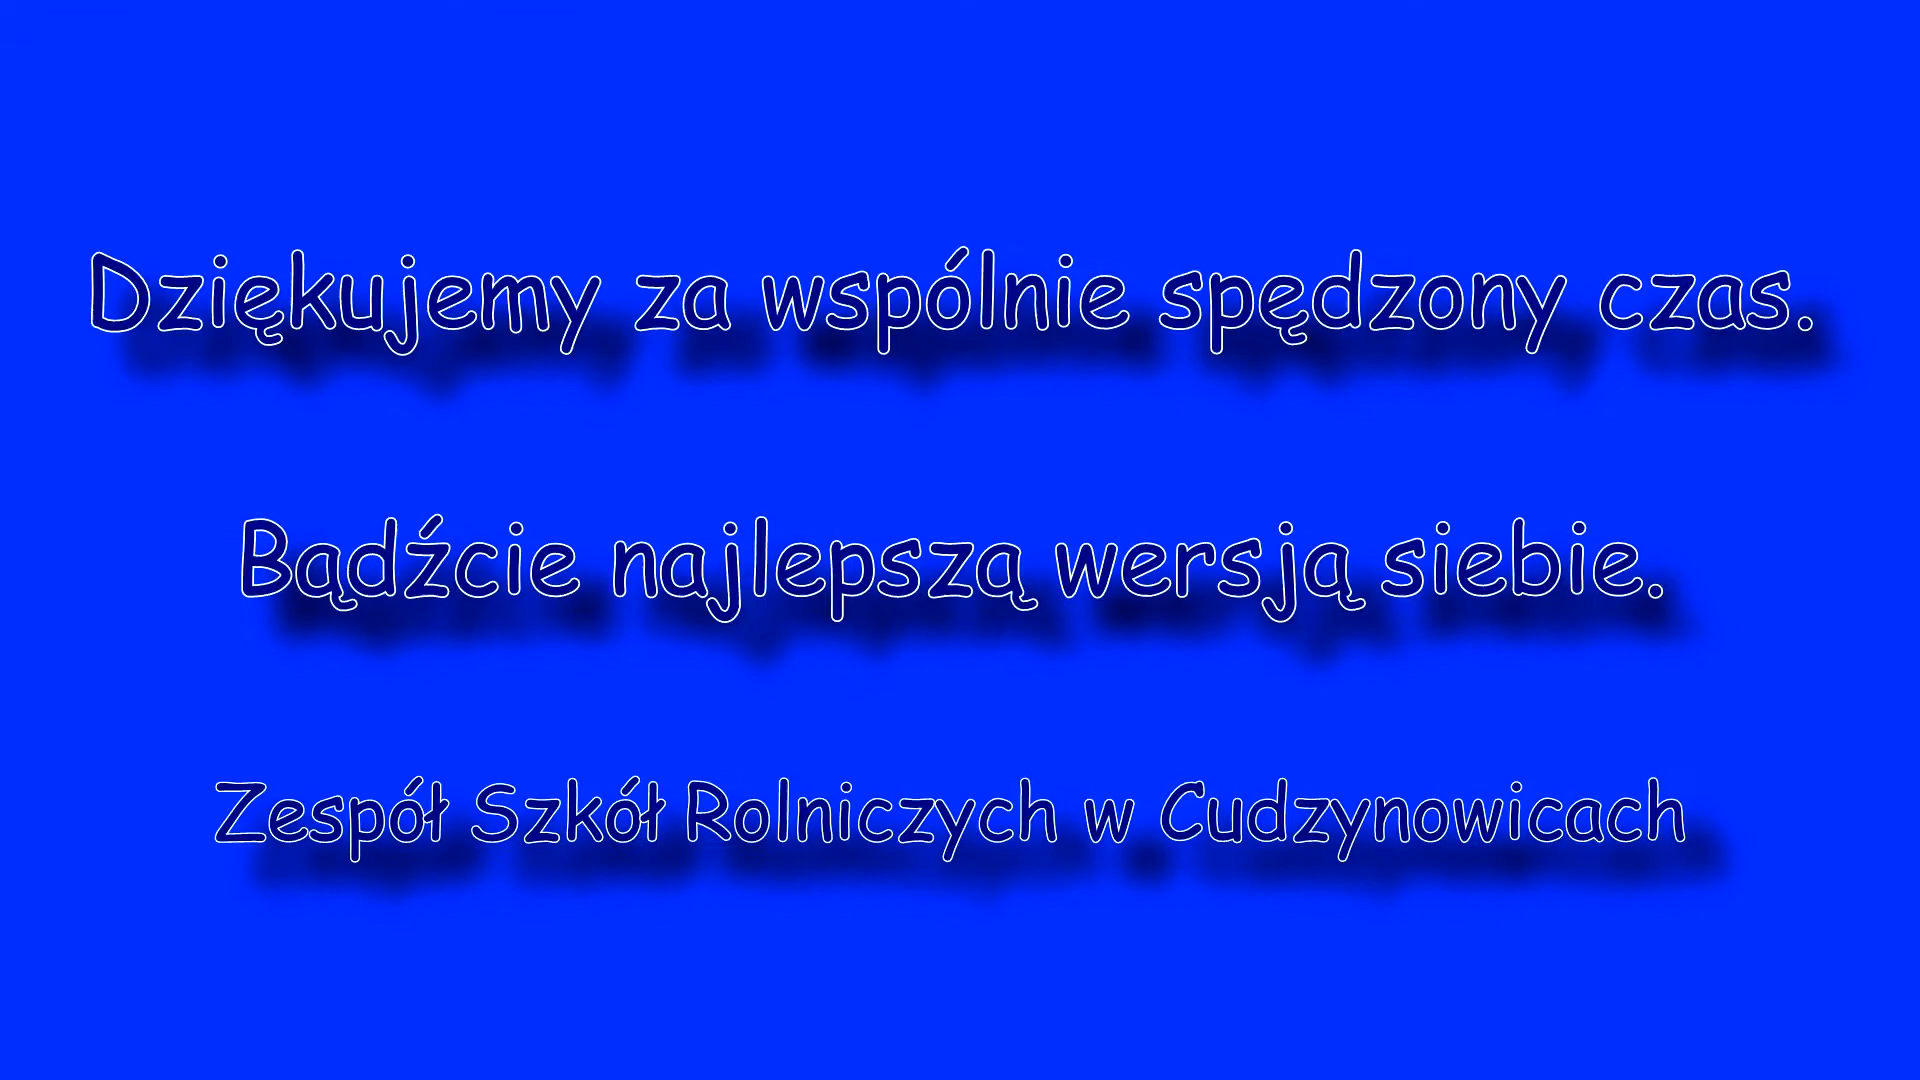 Dziękujemy za wspólnie spędzony czas.
Bądźcie najlepszą wersją siebie.
Zespół Szkół Rolniczych w Cudzynowicach